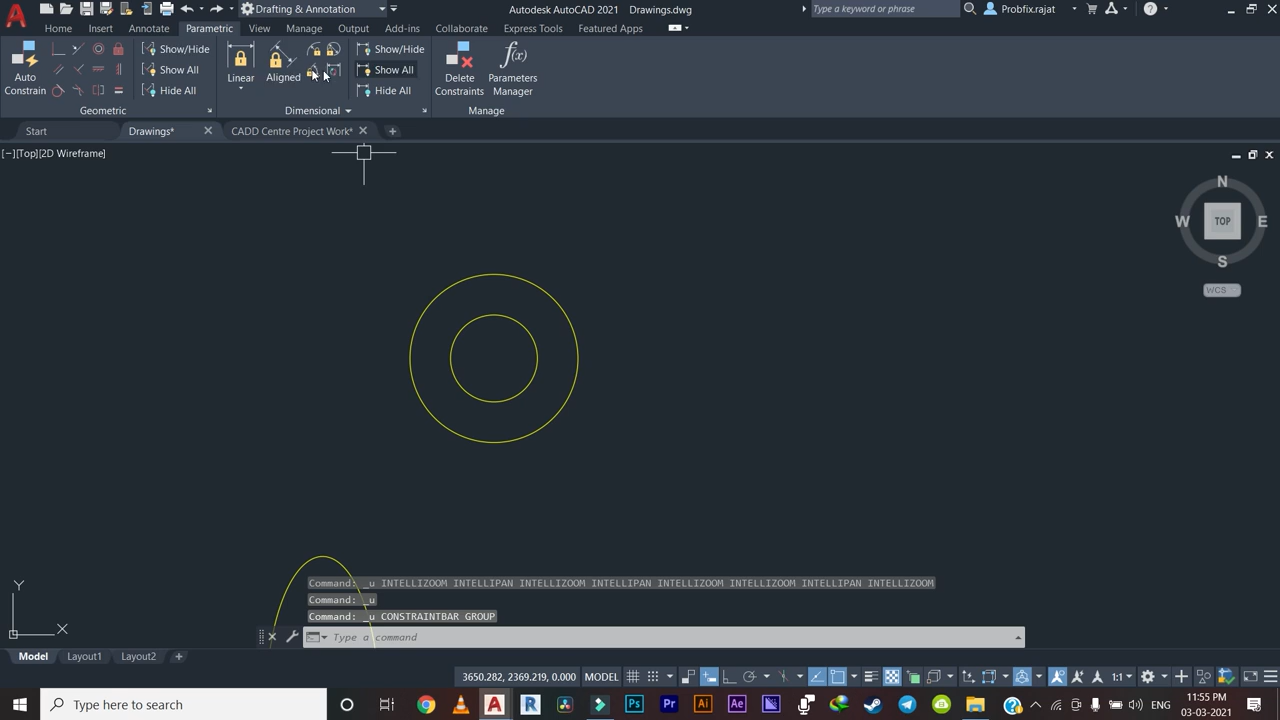 Drafting & Annotation
Autodesk AutoCAD 2021 Drawings.dwg
Type a keyword or phrase
Probfix.rajat
Home Insert Annotate Parametric View Manage Output Add-ins Collaborate Express Tools Featured Apps
Auto Constrain
Show/Hide
Show All
Hide All
Geometric
Linear
Aligned
Show/Hide
Show All
Hide All
Dimensional
Delete Constraints
f(x)
Parameters Manager
Manage
Start Drawings* CADD Centre Project Work*
[−][Top][2D Wireframe]
N
W TOP E
S
WCS
Y
X
Command: _u INTELLIZOOM INTELLIPAN INTELLIZOOM INTELLIPAN INTELLIZOOM INTELLIZOOM INTELLIPAN INTELLIZOOM
Command: _u
Command: _u CONSTRAINTBAR GROUP
Type a command
Model Layout1 Layout2
3650.282, 2369.219, 0.000 MODEL 1:1
Type here to search
Ps Pr Ai Ae
ENG
11:55 PM
03-03-2021